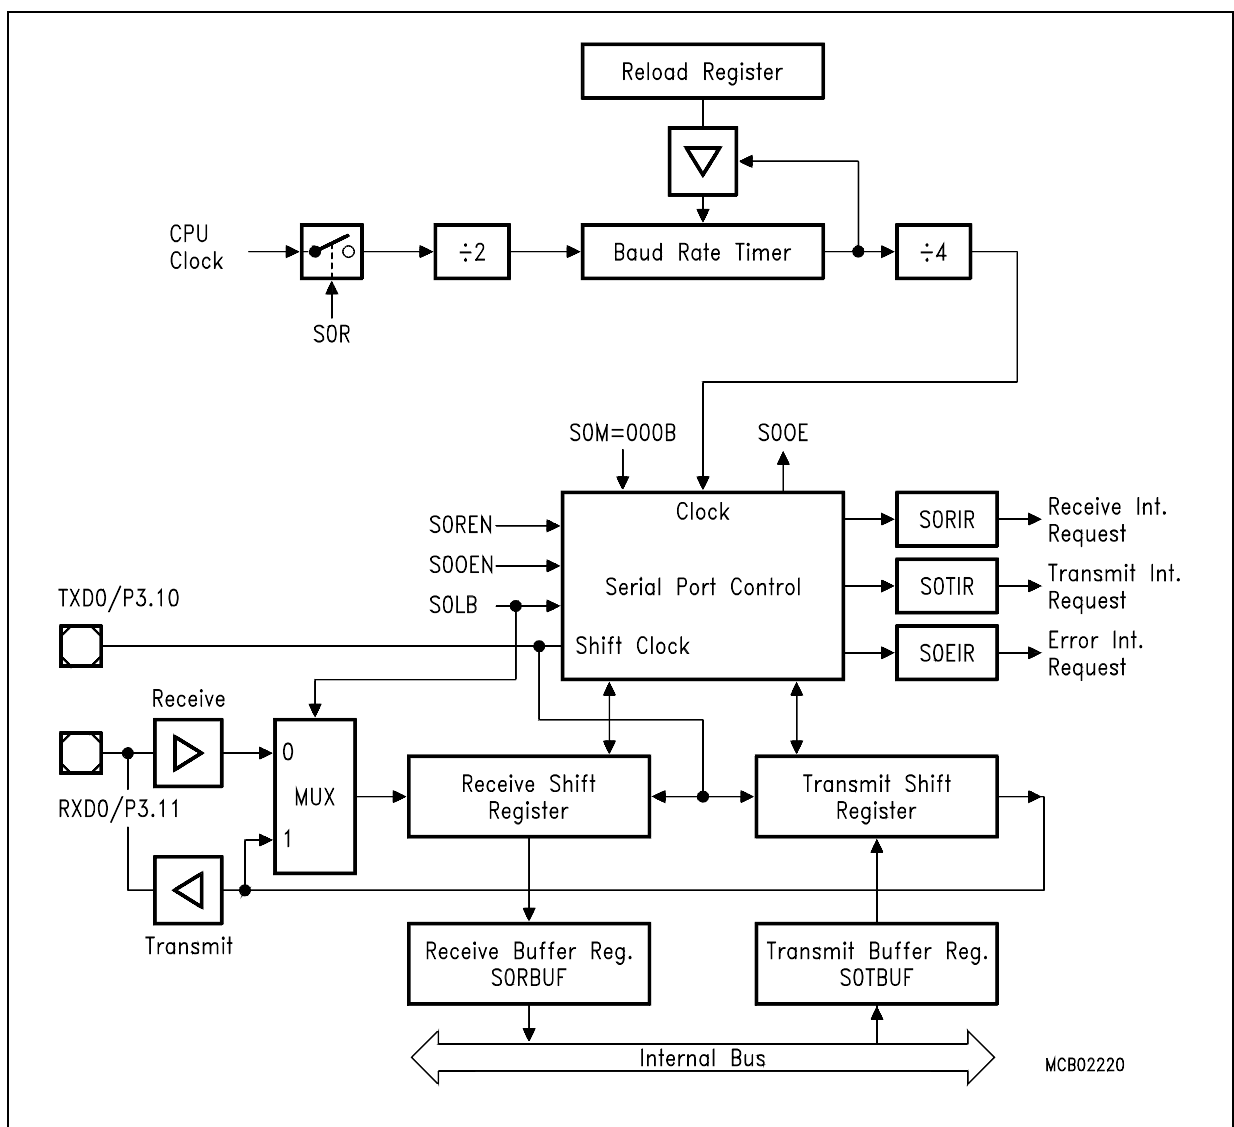 Reload Register
CPU
Clock
÷2
Baud Rate Timer
÷4
S0R
S0M=000B
S0OE
Clock
S0REN
S0OEN
S0LB
Serial Port Control
Shift Clock
S0RIR
Receive Int.
Request
S0TIR
Transmit Int.
Request
S0EIR
Error Int.
Request
TXD0/P3.10
Receive
0
MUX
1
RXD0/P3.11
Transmit
Receive Shift
Register
Transmit Shift
Register
Receive Buffer Reg.
S0RBUF
Transmit Buffer Reg.
S0TBUF
Internal Bus
MCB02220